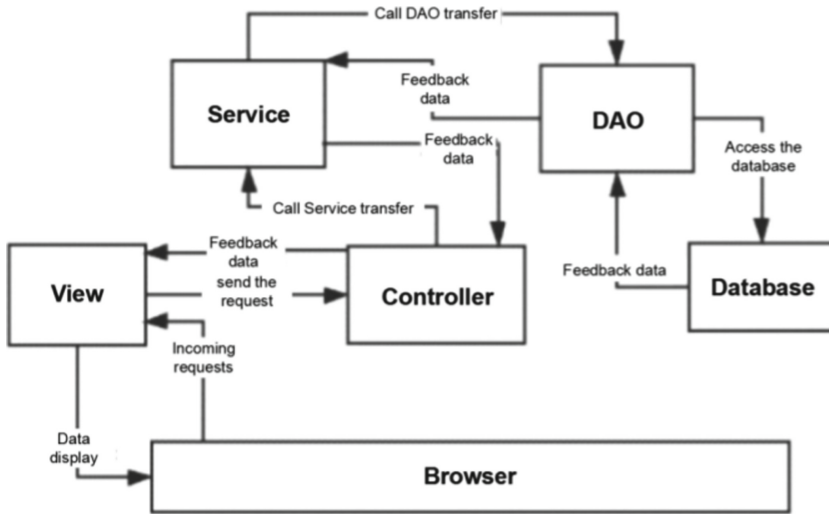 Call DAO transfer
Service
Feedback
data
DAO
Feedback
data
Access the
database
Call Service transfer
View
Feedback
data
send the
request
Controller
Feedback data
Database
Incoming
requests
Data
display
Browser